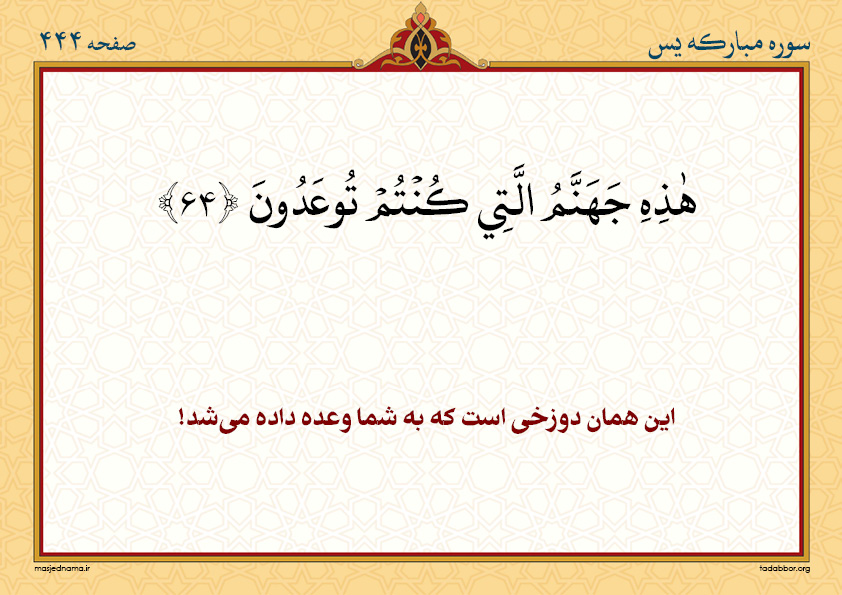 سوره مبارکه یس
صفحه ۴۴۴
هَٰذِهِ جَهَنَّمُ الَّتِي كُنْتُمْ تُوعَدُونَ ﴿۶۴﴾
این همان دوزخی است که به شما وعده داده می‌شد!
masjednama.ir
tadabbor.org